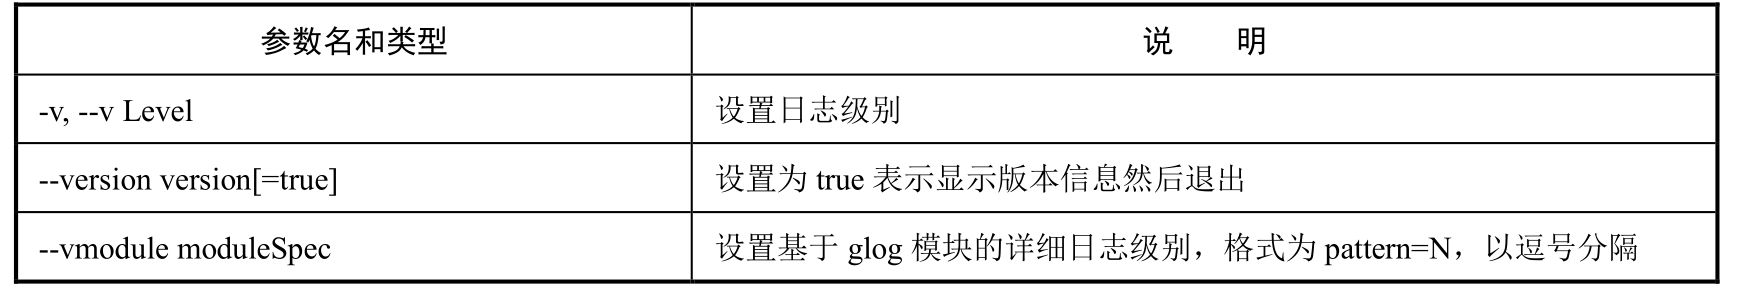 参数名和类型 说 明
-v, --v Level 设置日志级别
--version version[=true] 设置为 true 表示显示版本信息然后退出
--vmodule moduleSpec 设置基于 glog 模块的详细日志级别，格式为 pattern=N，以逗号分隔